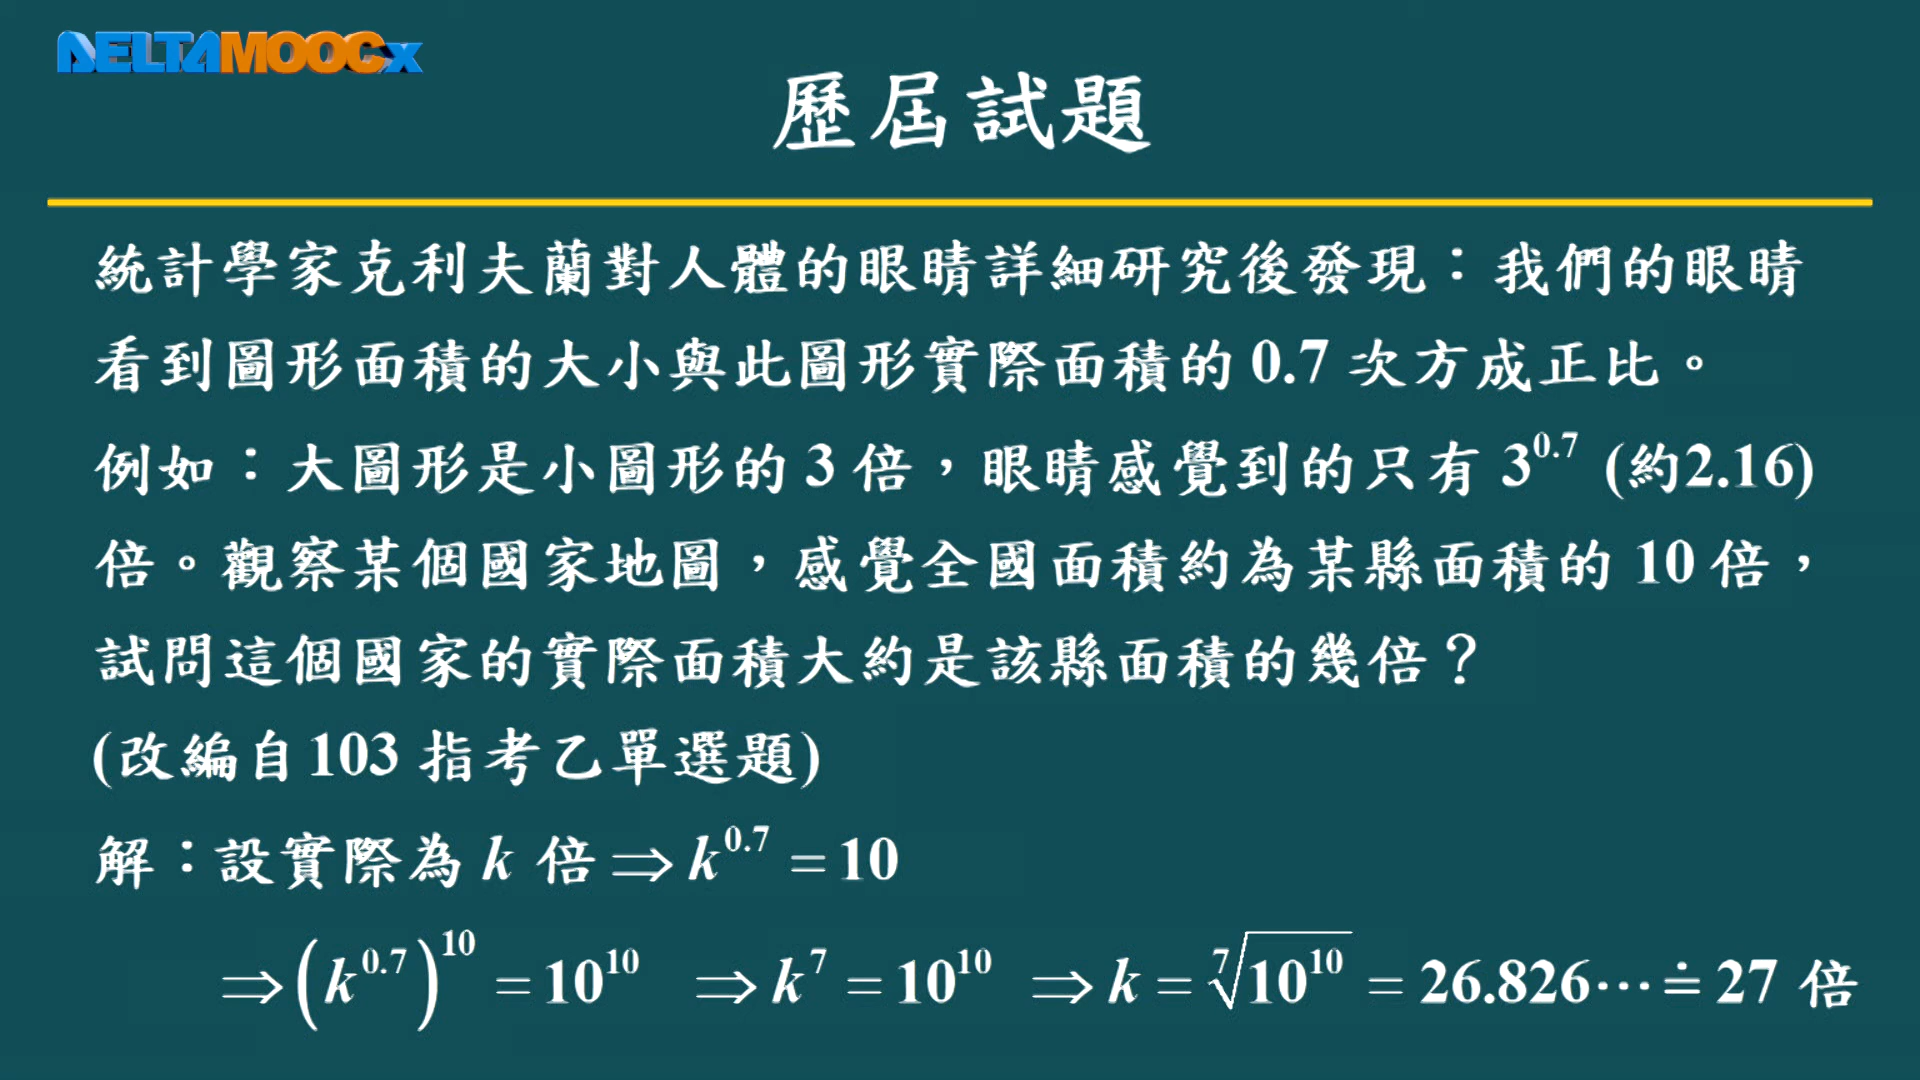 DELTAMOOCx
歷屆試題
統計學家克利夫蘭對人體的眼睛詳細研究後發現：我們的眼睛
看到圖形面積的大小與此圖形實際面積的 0.7 次方成正比。
例如：大圖形是小圖形的 3 倍，眼睛感覺到的只有 3^0.7 (約2.16)
倍。觀察某個國家地圖，感覺全國面積約為某縣面積的 10 倍，
試問這個國家的實際面積大約是該縣面積的幾倍？
(改編自103 指考乙單選題)
解：設實際為 k 倍 ⇒ k^0.7 = 10
⇒ (k^0.7)^10 = 10^10 ⇒ k^7 = 10^10 ⇒ k = ⁷√10^10 = 26.826⋯ ≐ 27 倍